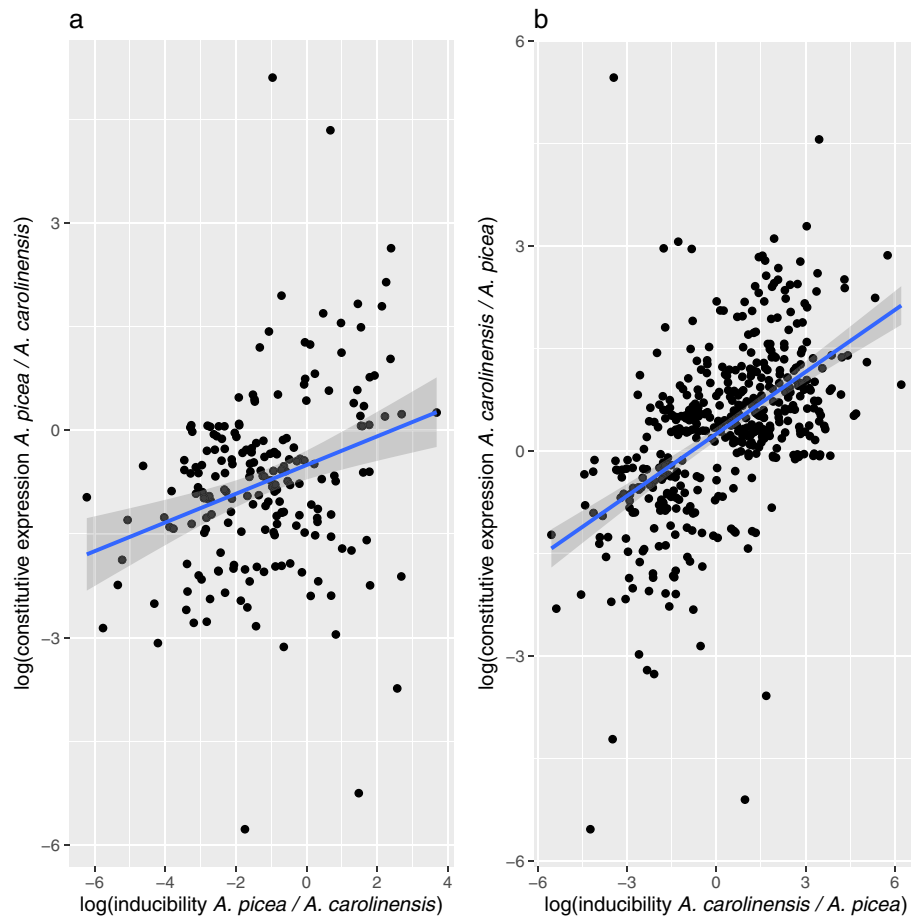 a
log(constitutive expression A. picea / A. carolinensis)
3
0
−3
−6
−6 −4 −2 0 2 4
log(inducibility A. picea / A. carolinensis)
b
log(constitutive expression A. carolinensis / A. picea)
6
3
0
−3
−6
−6 −3 0 3 6
log(inducibility A. carolinensis / A. picea)